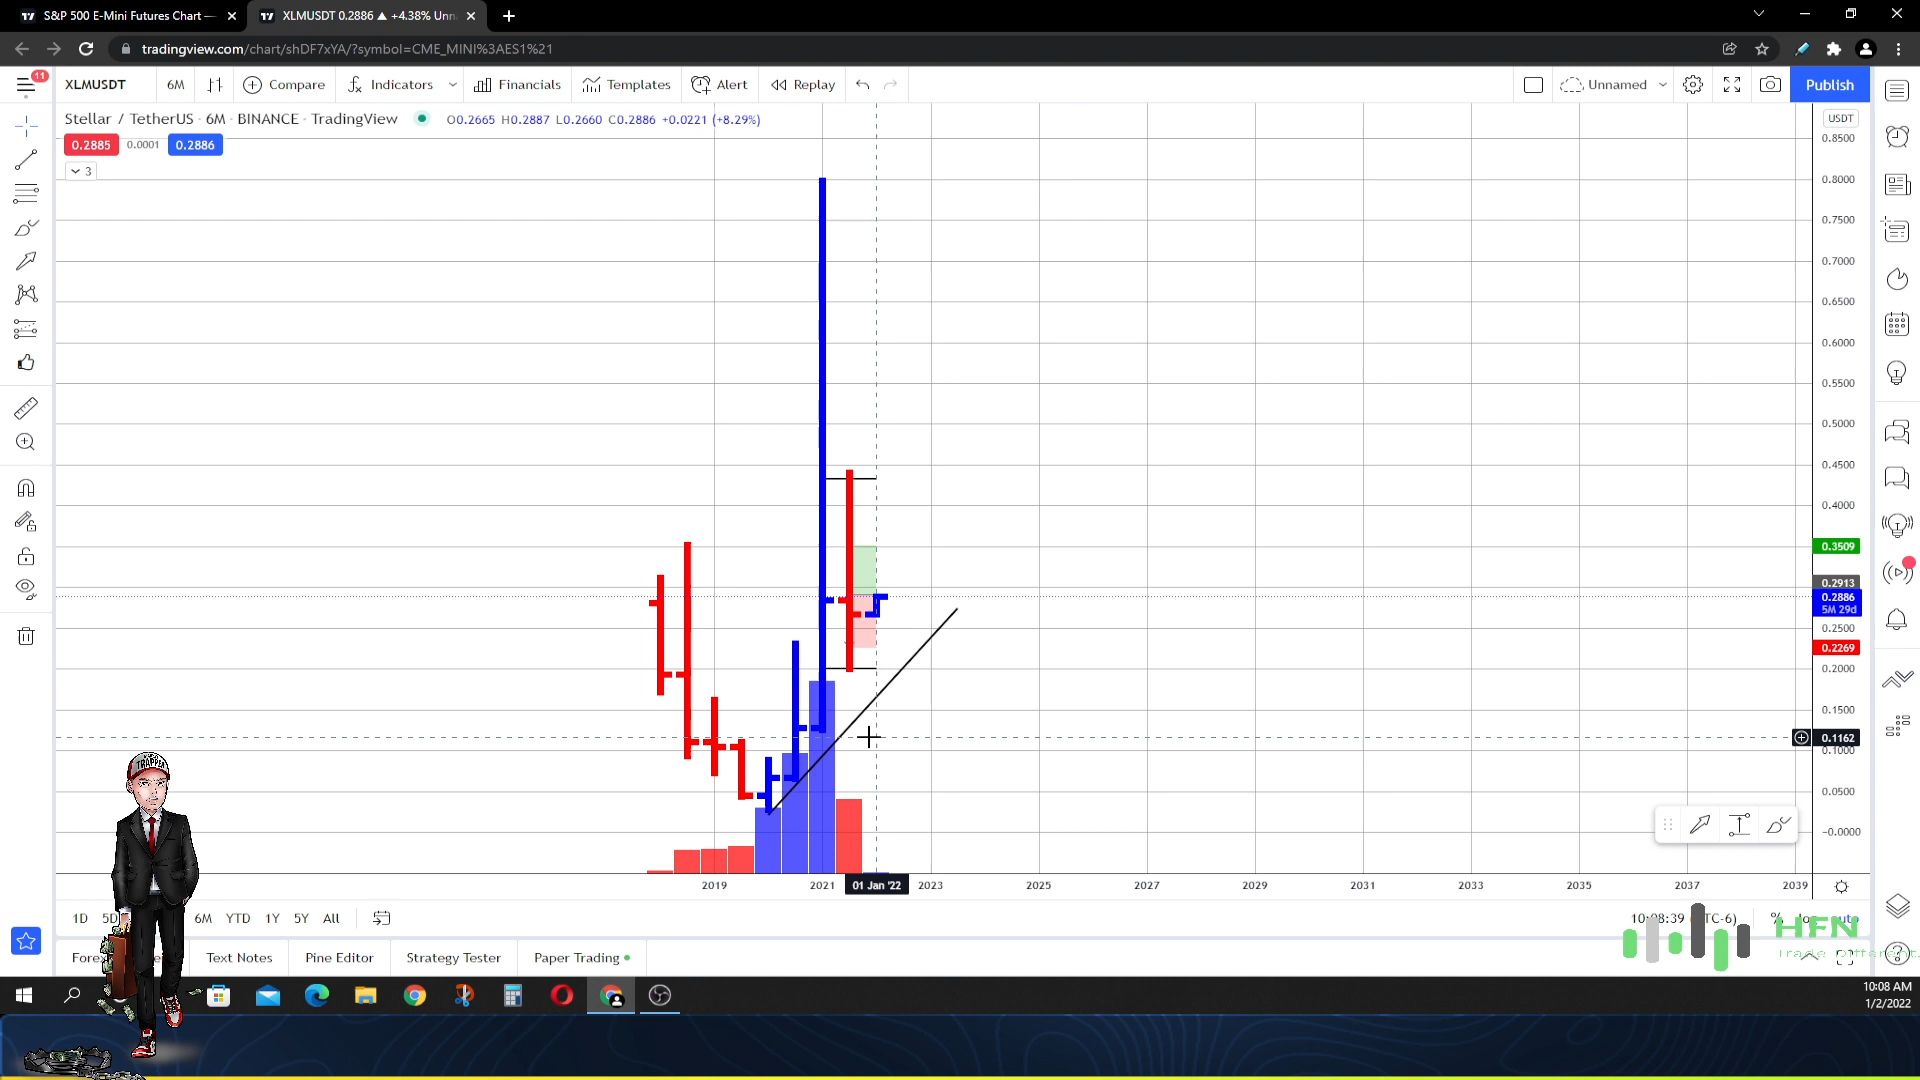 S&P 500 E-Mini Futures Chart —
XLMUSDT 0.2886 ▲ +4.38% Unn
tradingview.com/chart/shDF7xYA/?symbol=CME_MINI%3AES1%21
11
XLMUSDT 6M Compare Indicators Financials Templates Alert Replay Unnamed Publish
Stellar / TetherUS · 6M · BINANCE · TradingView O0.2665 H0.2887 L0.2660 C0.2886 +0.0221 (+8.29%)
USDT
0.2885 0.0001 0.2886
3
0.8500
0.8000
0.7500
0.7000
0.6500
0.6000
0.5500
0.5000
0.4500
0.4000
0.3509
0.2913
0.2886
5M 29d
0.2500
0.2269
0.2000
0.1500
0.1162
0.1000
0.0500
-0.0000
2019 2021 01 Jan '22 2023 2025 2027 2029 2031 2033 2035 2037 2039
1D 5D 6M YTD 1Y 5Y All
%
HFN
Trade Different.
Text Notes Pine Editor Strategy Tester Paper Trading
TRAPPER
10:08 AM
1/2/2022